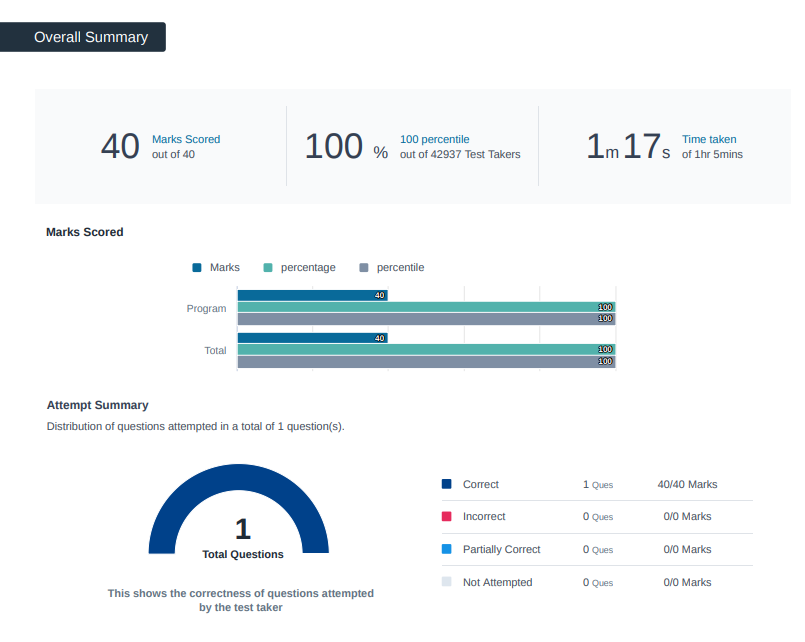 Overall Summary
40 Marks Scored
out of 40
100 % 100 percentile
out of 42937 Test Takers
1m 17s Time taken
of 1hr 5mins
Marks Scored
Marks percentage percentile
Program 40
100
100
Total 40
100
100
Attempt Summary
Distribution of questions attempted in a total of 1 question(s).
1
Total Questions
This shows the correctness of questions attempted
by the test taker
Correct 1 Ques 40/40 Marks
Incorrect 0 Ques 0/0 Marks
Partially Correct 0 Ques 0/0 Marks
Not Attempted 0 Ques 0/0 Marks